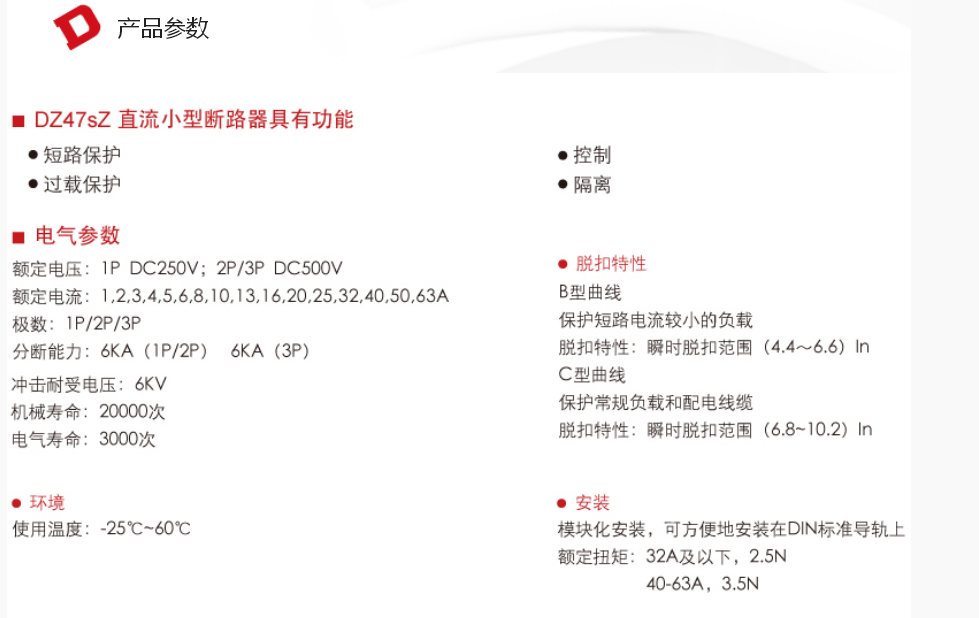 产品参数
DZ47sZ 直流小型断路器具有功能
短路保护
过载保护
控制
隔离
电气参数
额定电压：1P DC250V；2P/3P DC500V
额定电流：1,2,3,4,5,6,8,10,13,16,20,25,32,40,50,63A
极数：1P/2P/3P
分断能力：6KA（1P/2P） 6KA（3P）
冲击耐受电压：6KV
机械寿命：20000次
电气寿命：3000次
脱扣特性
B型曲线
保护短路电流较小的负载
脱扣特性：瞬时脱扣范围（4.4～6.6）In
C型曲线
保护常规负载和配电线缆
脱扣特性：瞬时脱扣范围（6.8~10.2）In
环境
使用温度：-25℃~60℃
安装
模块化安装，可方便地安装在DIN标准导轨上
额定扭矩：32A及以下，2.5N
40-63A，3.5N